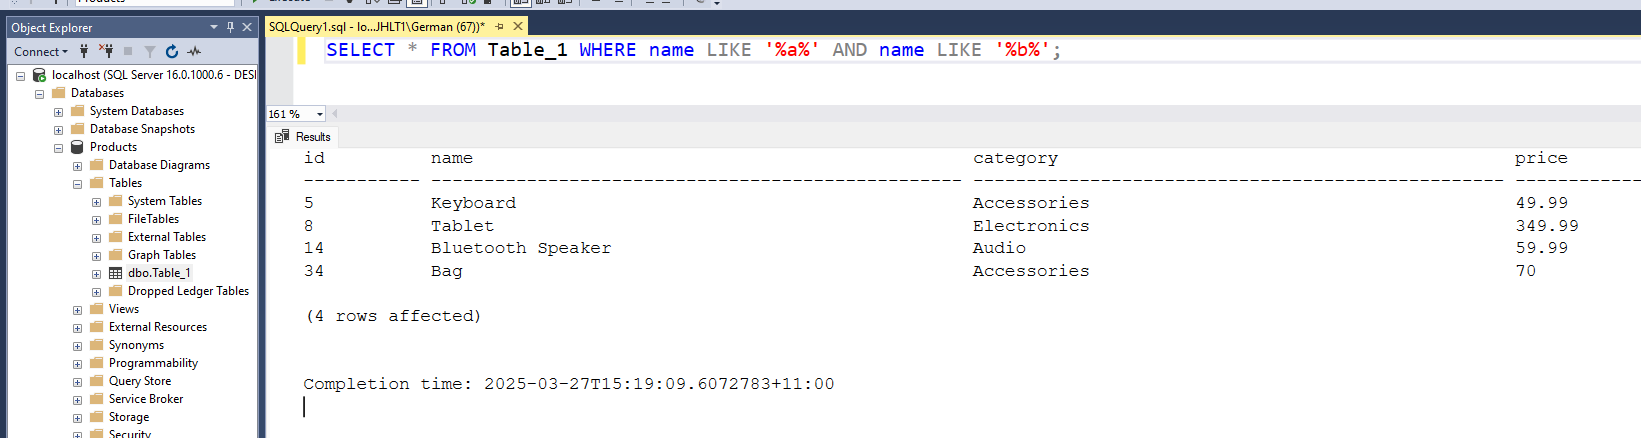 Products
Execute
Object Explorer
SQLQuery1.sql - lo...JHLT1\German (67))*
Connect
SELECT * FROM Table_1 WHERE name LIKE '%a%' AND name LIKE '%b%';
localhost (SQL Server 16.0.1000.6 - DESI
Databases
System Databases
Database Snapshots
Products
Database Diagrams
Tables
System Tables
FileTables
External Tables
Graph Tables
dbo.Table_1
Dropped Ledger Tables
Views
External Resources
Synonyms
Programmability
Query Store
Service Broker
Storage
Security
161 %
Results
id name category price
----------- -------------------------------------------------- -------------------------------------------------- ------------
5 Keyboard Accessories 49.99
8 Tablet Electronics 349.99
14 Bluetooth Speaker Audio 59.99
34 Bag Accessories 70
(4 rows affected)
Completion time: 2025-03-27T15:19:09.6072783+11:00